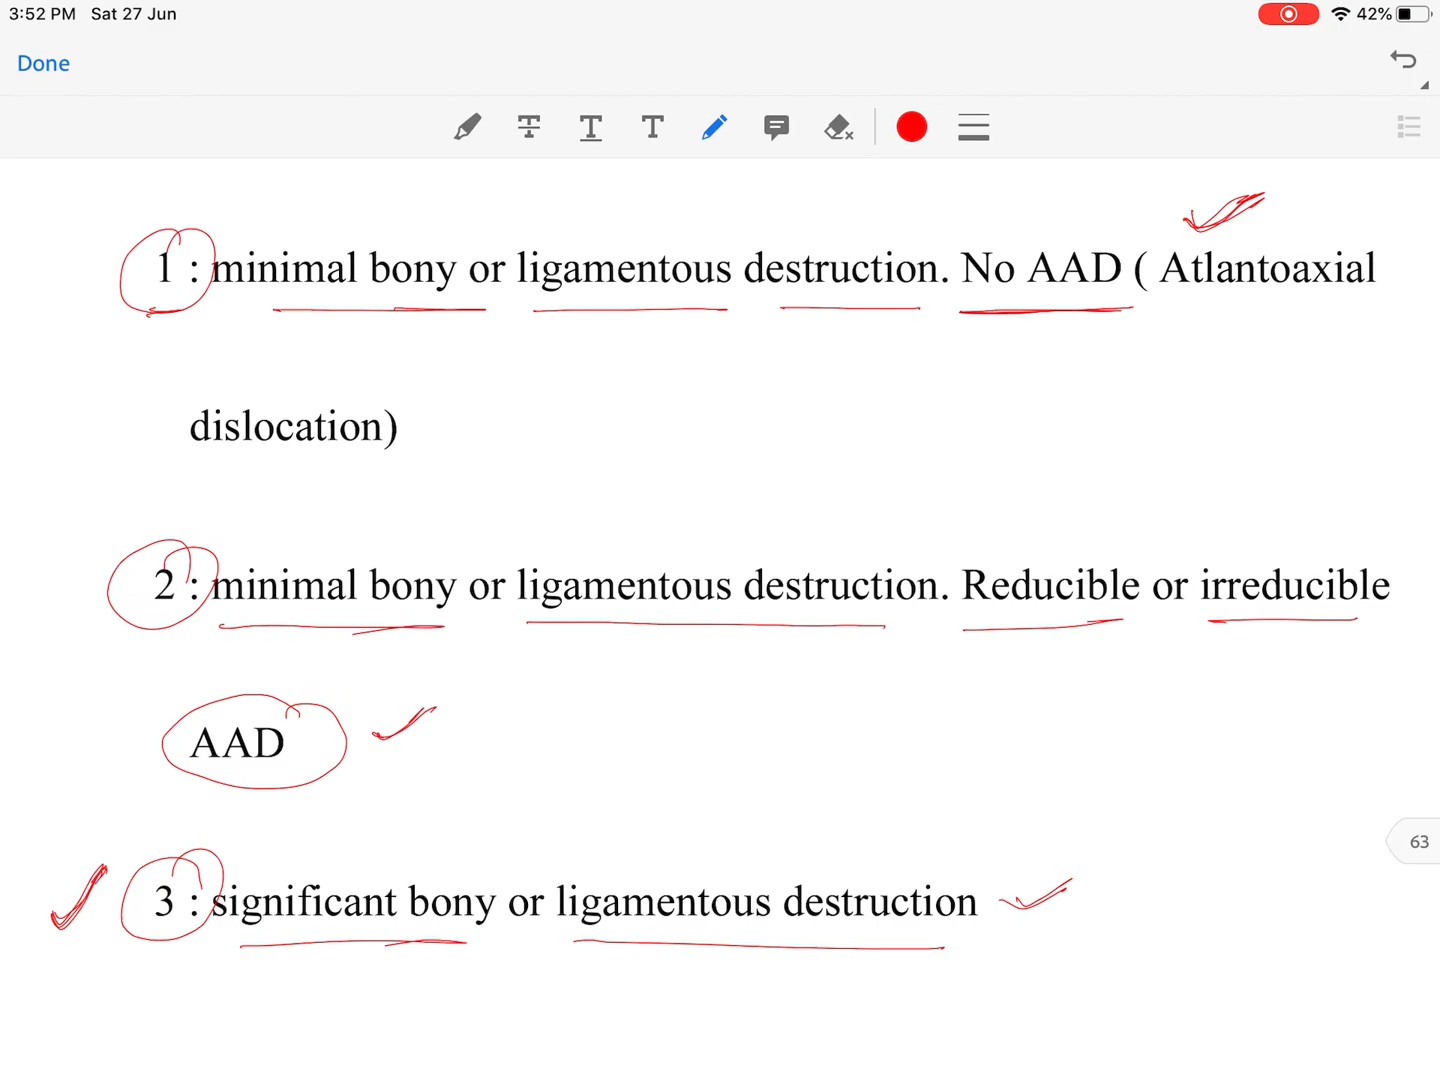 3:52 PM Sat 27 Jun 42%
Done
1 : minimal bony or ligamentous destruction. No AAD ( Atlantoaxial
dislocation)
2 : minimal bony or ligamentous destruction. Reducible or irreducible
AAD
63
3 : significant bony or ligamentous destruction